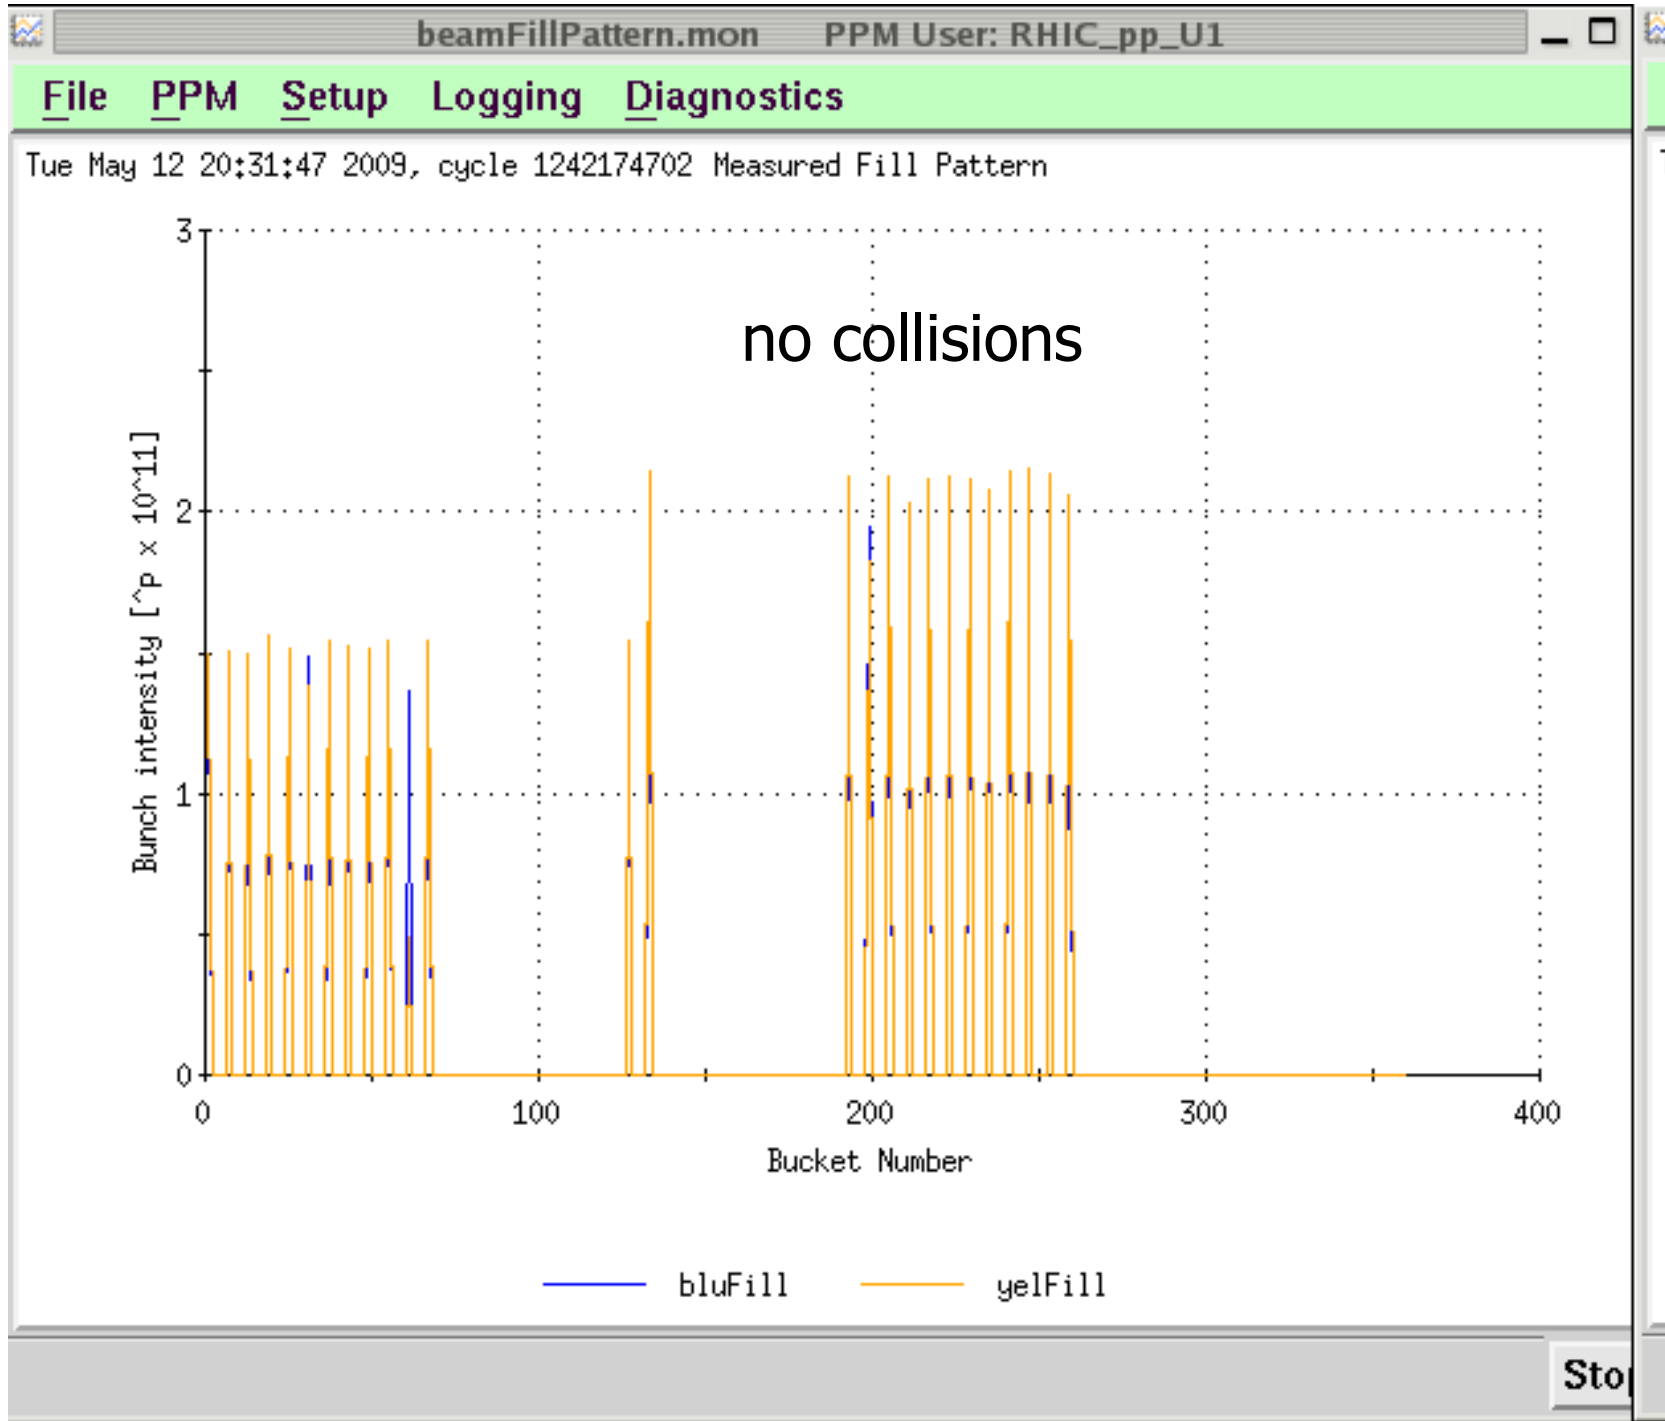 beamFillPattern.mon PPM User: RHIC_pp_U1
File PPM Setup Logging Diagnostics
Tue May 12 20:31:47 2009, cycle 1242174702 Measured Fill Pattern
3
no collisions
2
1
0
Bunch intensity [^p x 10^11]
0 100 200 300 400
Bucket Number
bluFill yelFill